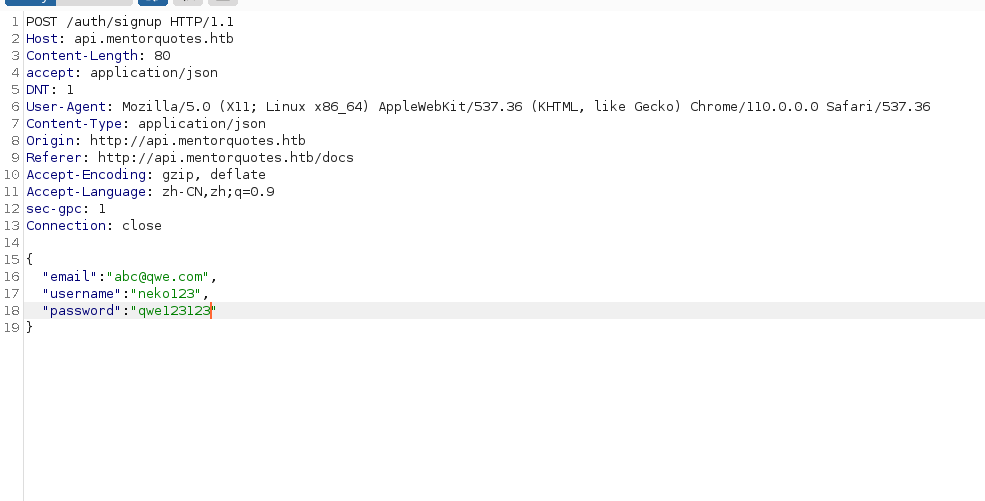 1 POST /auth/signup HTTP/1.1
2 Host: api.mentorquotes.htb
3 Content-Length: 80
4 accept: application/json
5 DNT: 1
6 User-Agent: Mozilla/5.0 (X11; Linux x86_64) AppleWebKit/537.36 (KHTML, like Gecko) Chrome/110.0.0.0 Safari/537.36
7 Content-Type: application/json
8 Origin: http://api.mentorquotes.htb
9 Referer: http://api.mentorquotes.htb/docs
10 Accept-Encoding: gzip, deflate
11 Accept-Language: zh-CN,zh;q=0.9
12 sec-gpc: 1
13 Connection: close
14
15 {
16 "email":"abc@qwe.com",
17 "username":"neko123",
18 "password":"qwe123123"
19 }